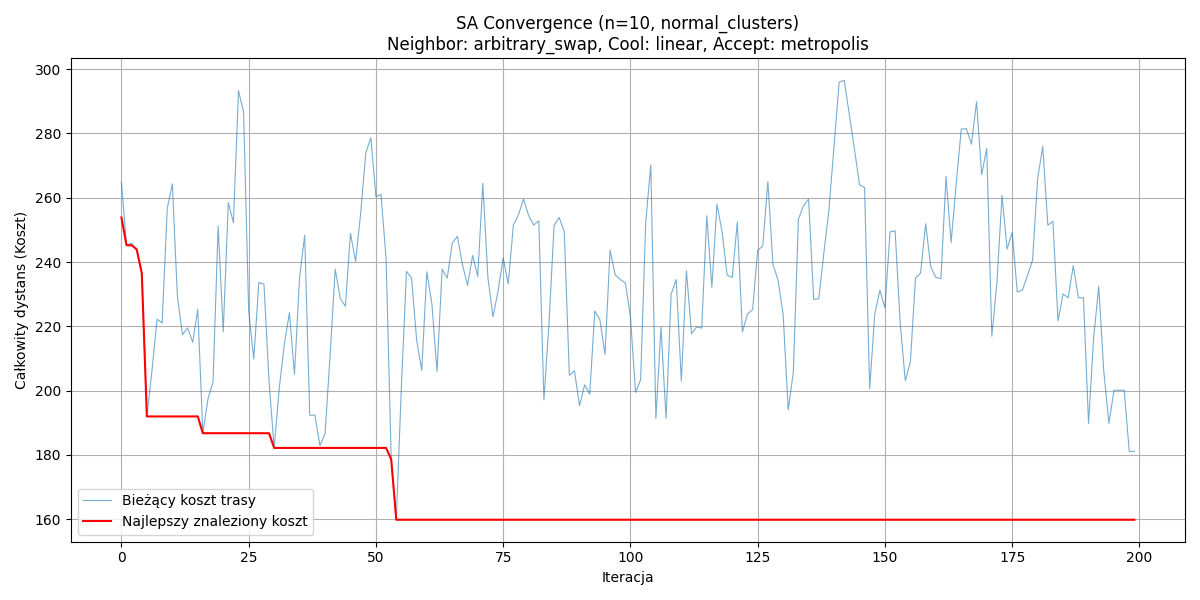 SA Convergence (n=10, normal_clusters)
Neighbor: arbitrary_swap, Cool: linear, Accept: metropolis
Całkowity dystans (Koszt)
300
280
260
240
220
200
180
160
Bieżący koszt trasy
Najlepszy znaleziony koszt
0
25
50
75
100
125
150
175
200
Iteracja